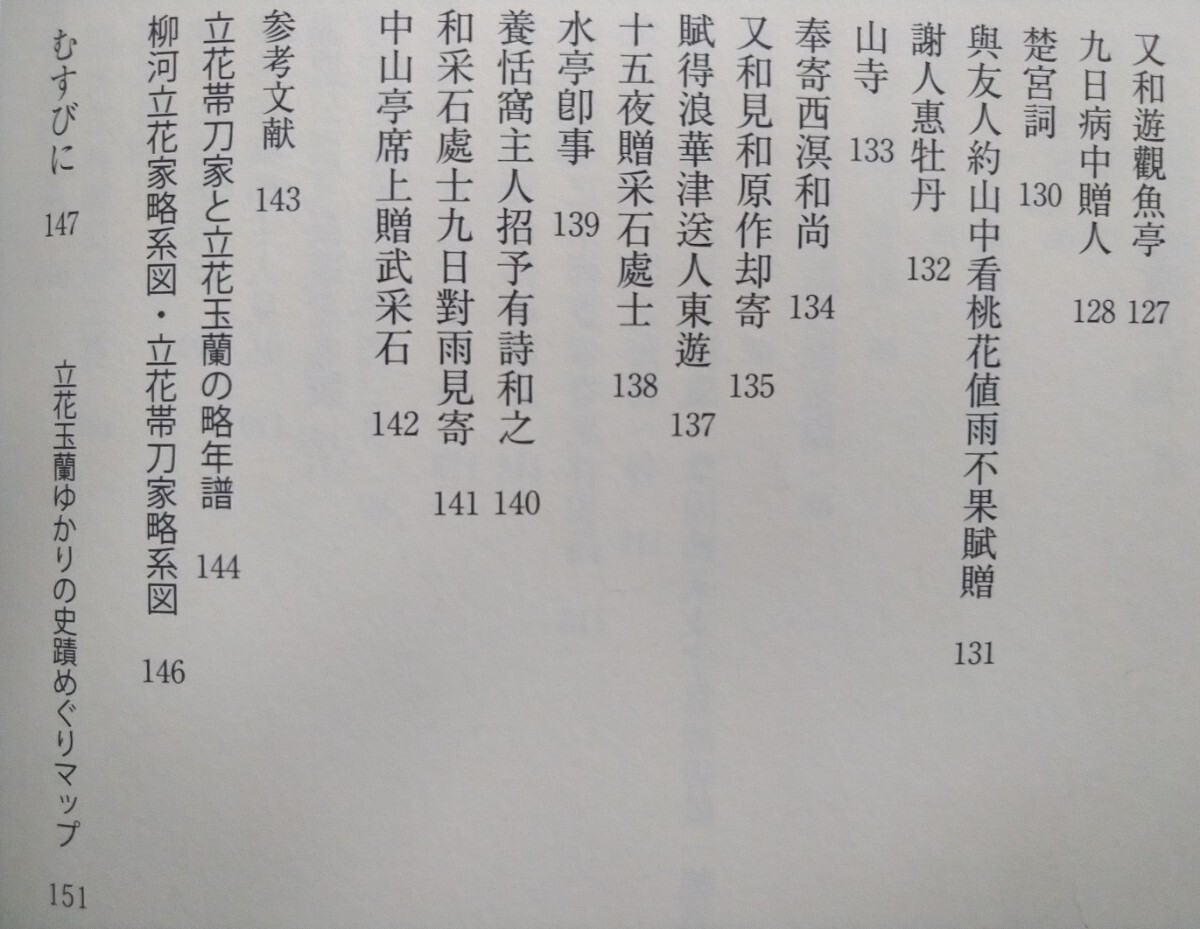 又和遊觀魚亭 127
九日病中贈人 128
楚宮詞 130
與友人約山中看桃花値雨不果賦贈 131
謝人惠牡丹 132
山寺 133
奉寄西溟和尚 134
又和見和原作却寄 135
賦得浪華津送人東遊 137
十五夜贈采石處士 138
水亭卽事 139
養恬窩主人招予有詩和之 140
和采石處士九日對雨見寄 141
中山亭席上贈武采石 142
参考文献 143
立花帯刀家と立花玉蘭の略年譜 144
柳河立花家略系図・立花帯刀家略系図 146
むすびに 147
立花玉蘭ゆかりの史蹟めぐりマップ 151